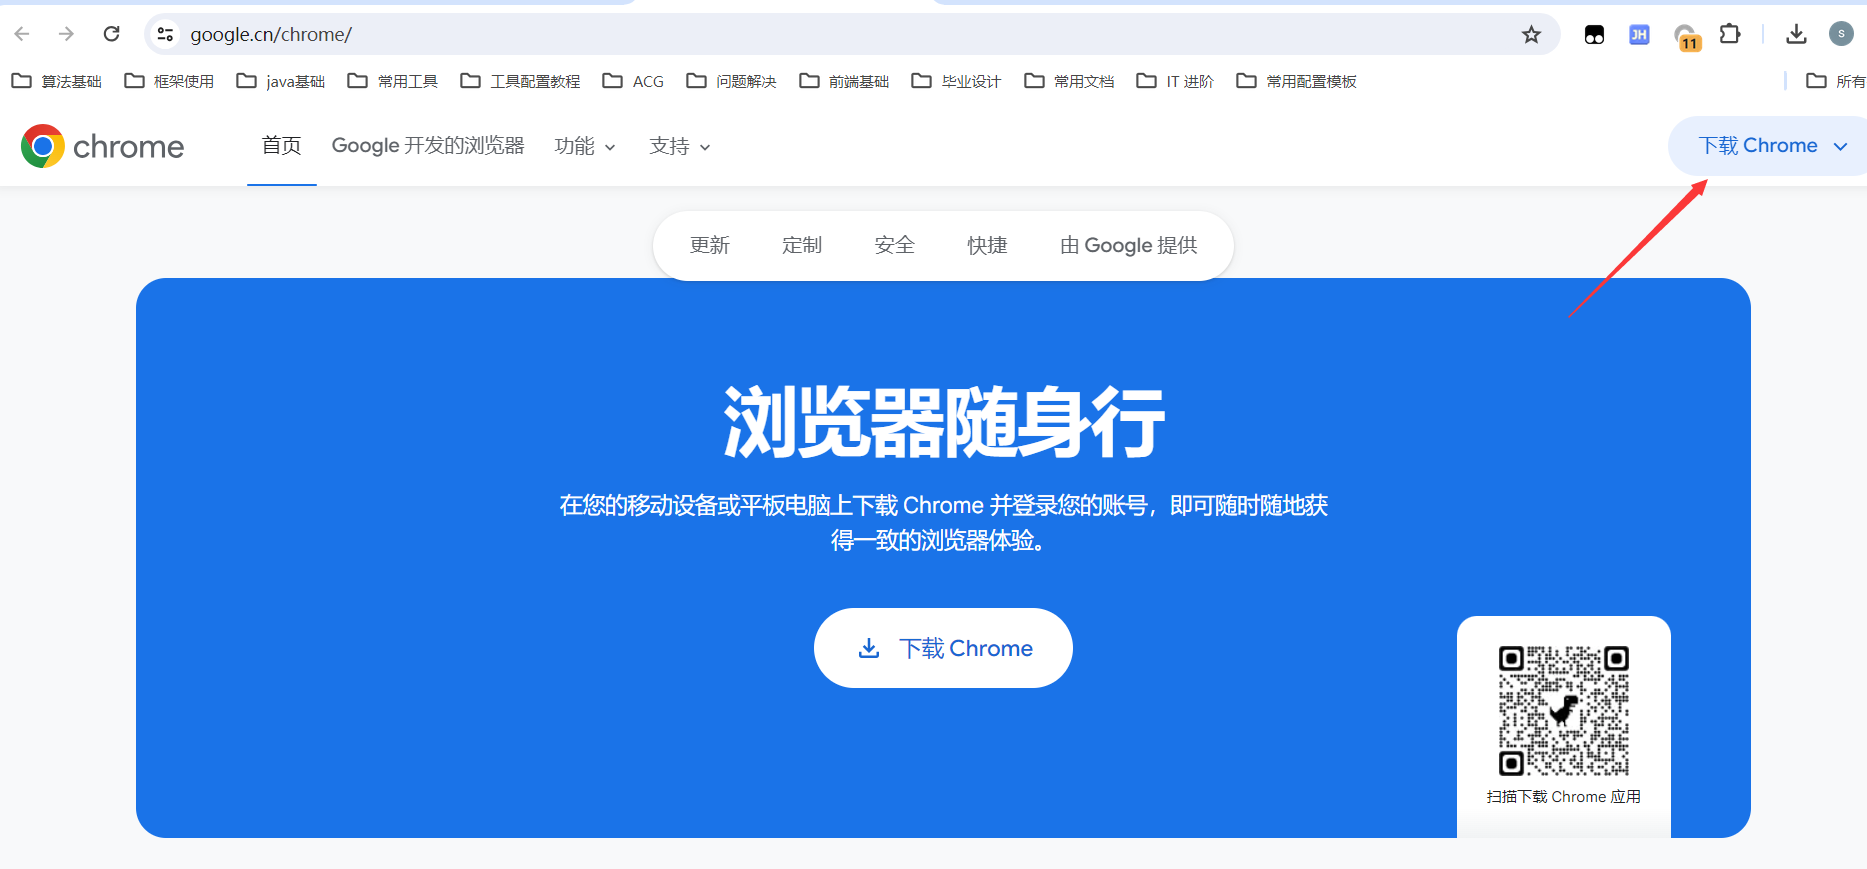 google.cn/chrome/
JH
11
S
算法基础 框架使用 java基础 常用工具 工具配置教程 ACG 问题解决 前端基础 毕业设计 常用文档 IT 进阶 常用配置模板 所有
chrome 首页 Google 开发的浏览器 功能 支持 下载 Chrome
更新 定制 安全 快捷 由 Google 提供
浏览器随身行
在您的移动设备或平板电脑上下载 Chrome 并登录您的账号，即可随时随地获
得一致的浏览器体验。
下载 Chrome
扫描下载 Chrome 应用